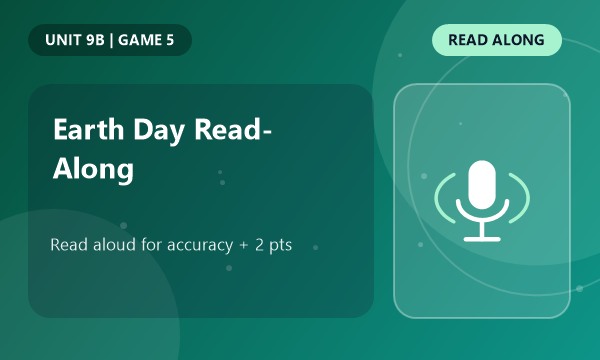 UNIT 9B | GAME 5
READ ALONG
Earth Day Read-
Along
Read aloud for accuracy + 2 pts